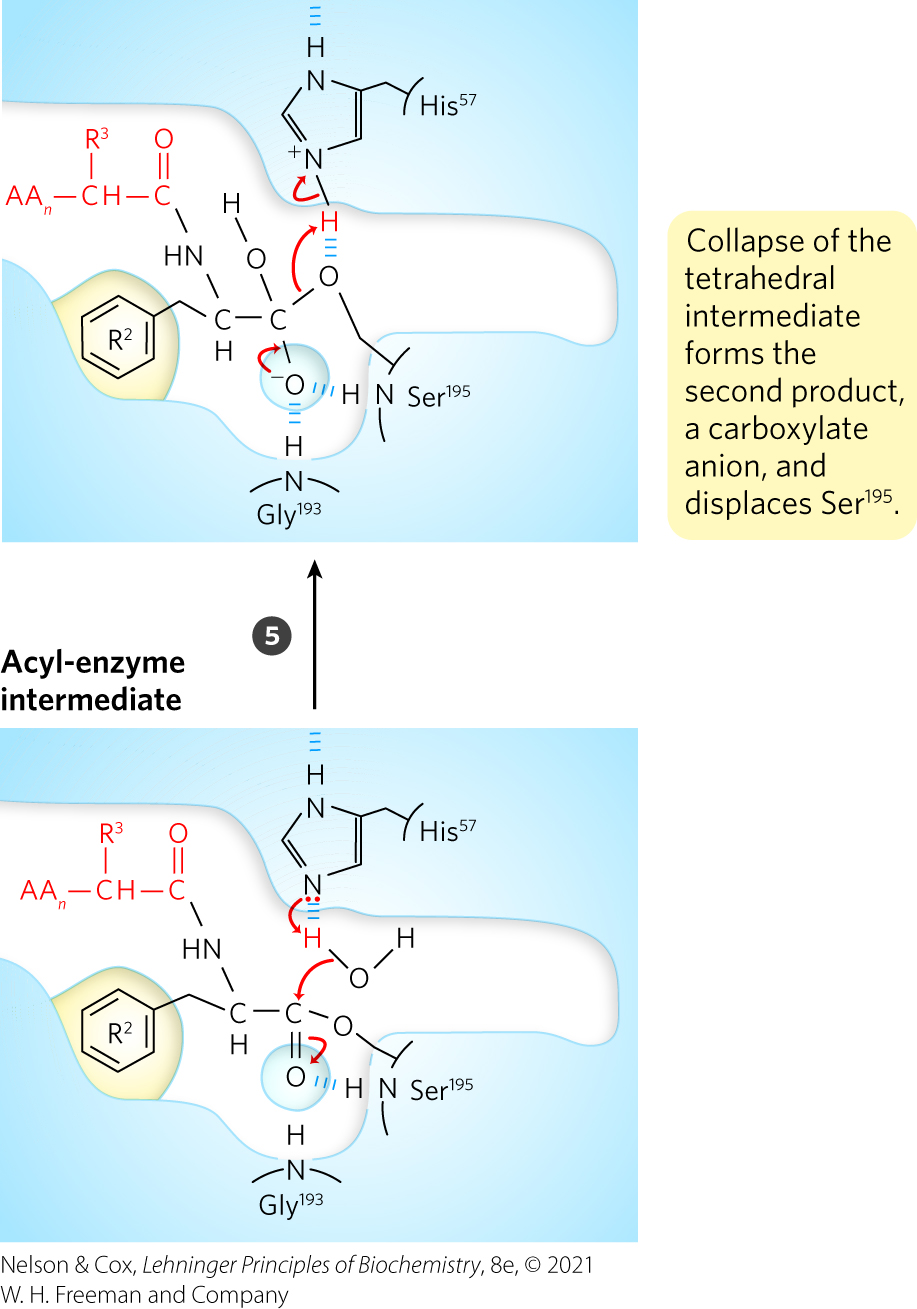 H
N
His⁵⁷
R³
O
⁺N
AAₙ—CH—C
H
H
HN
O
O
R²
C—C
H
⁻O
H
N
Ser¹⁹⁵
H
N
Gly¹⁹³
Collapse of the
tetrahedral
intermediate
forms the
second product,
a carboxylate
anion, and
displaces Ser¹⁹⁵.
5
Acyl-enzyme
intermediate
H
N
His⁵⁷
R³
O
AAₙ—CH—C
N
H
H
HN
O
R²
C—C
O
H
O
H
N
Ser¹⁹⁵
H
N
Gly¹⁹³
Nelson & Cox, Lehninger Principles of Biochemistry, 8e, © 2021
W. H. Freeman and Company